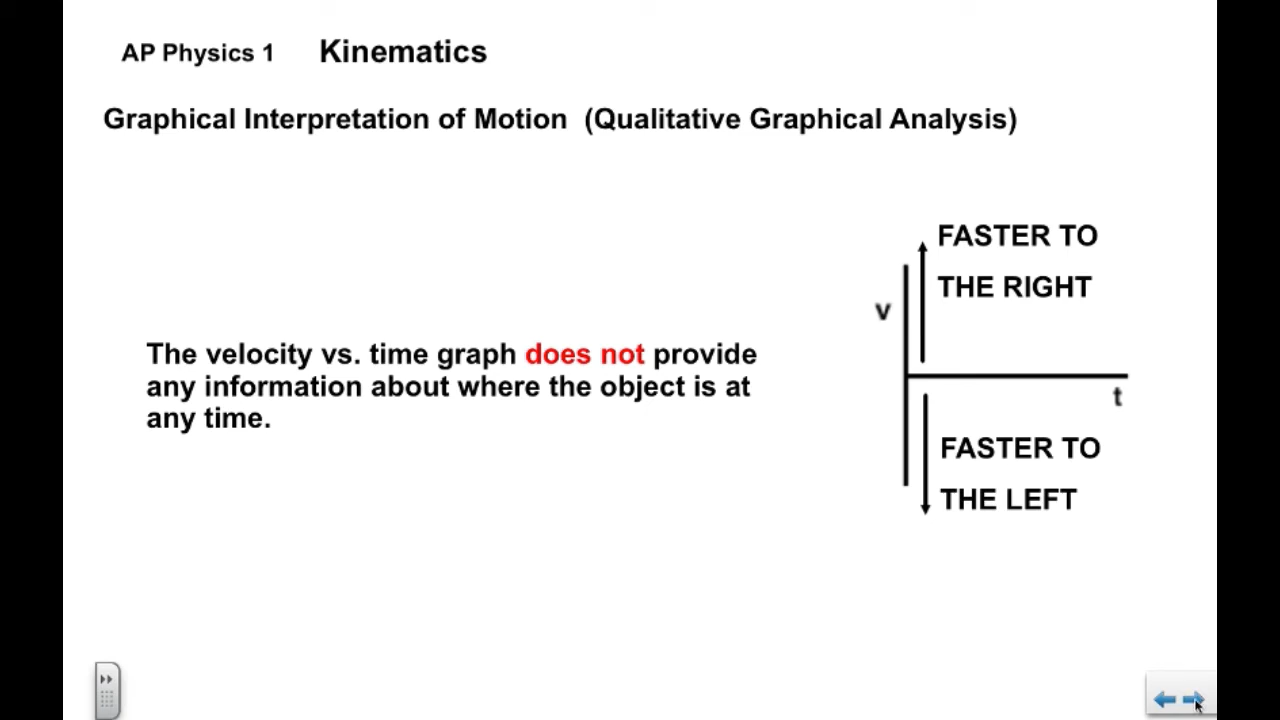 AP Physics 1 Kinematics
Graphical Interpretation of Motion (Qualitative Graphical Analysis)
FASTER TO
THE RIGHT
v
The velocity vs. time graph does not provide
any information about where the object is at
any time.
t
FASTER TO
THE LEFT